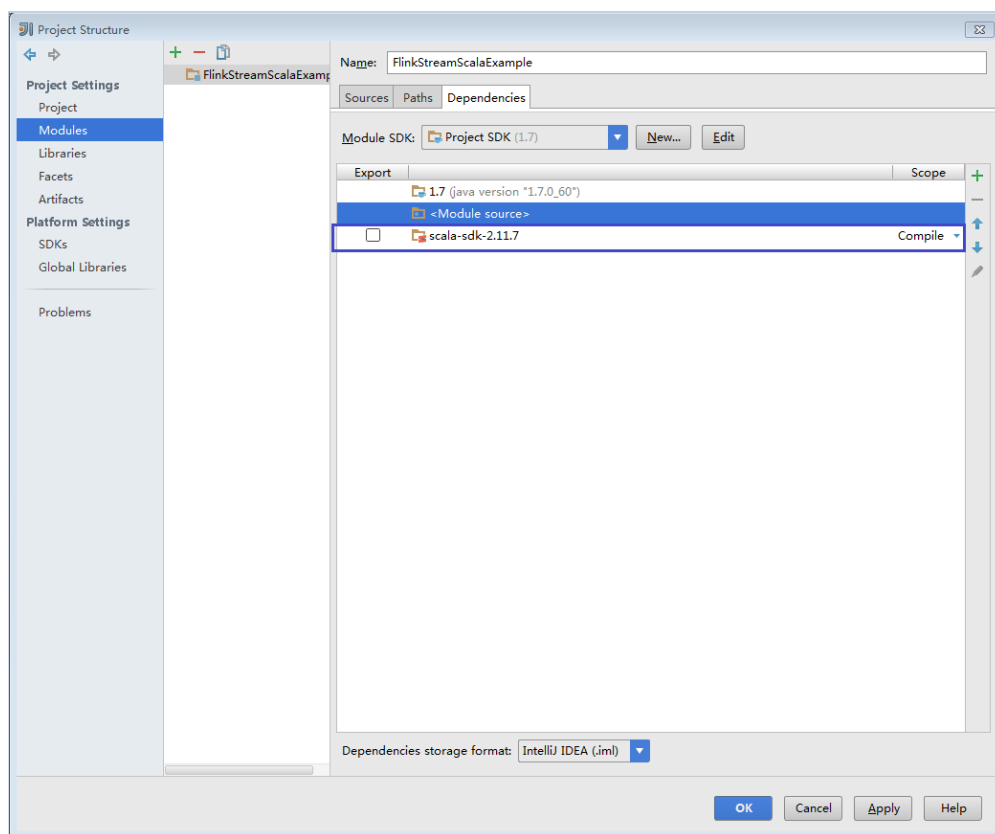 Project Structure
Project Settings
Project
Modules
Libraries
Facets
Artifacts
Platform Settings
SDKs
Global Libraries
Problems
FlinkStreamScalaExamp
Name: FlinkStreamScalaExample
Sources Paths Dependencies
Module SDK: Project SDK (1.7) New... Edit
Export Scope
1.7 (java version "1.7.0_60")
<Module source>
scala-sdk-2.11.7 Compile
Dependencies storage format: IntelliJ IDEA (.iml)
OK Cancel Apply Help